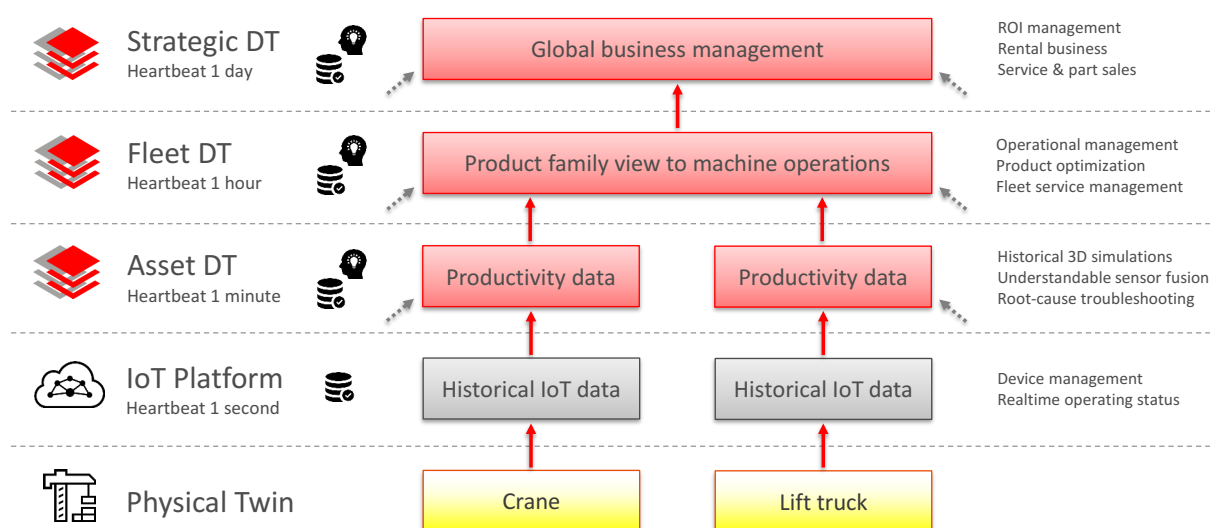 Strategic DT
Heartbeat 1 day
Global business management
ROI management
Rental business
Service & part sales
Fleet DT
Heartbeat 1 hour
Product family view to machine operations
Operational management
Product optimization
Fleet service management
Asset DT
Heartbeat 1 minute
Productivity data
Productivity data
Historical 3D simulations
Understandable sensor fusion
Root-cause troubleshooting
IoT Platform
Heartbeat 1 second
Historical IoT data
Historical IoT data
Device management
Realtime operating status
Physical Twin
Crane
Lift truck